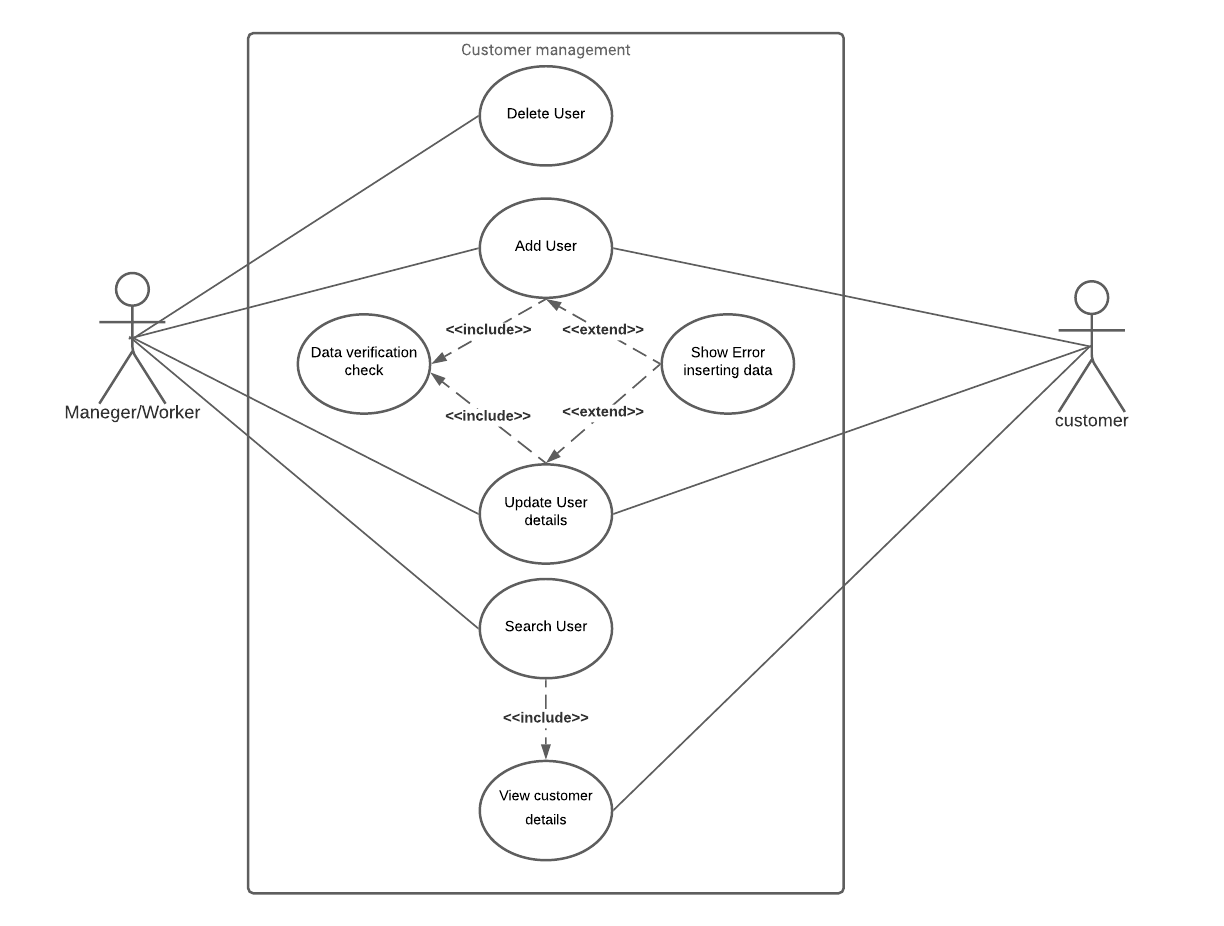 Customer management
Delete User
Add User
<<include>>
<<extend>>
Data verification
check
Show Error
inserting data
Maneger/Worker
customer
<<include>>
<<extend>>
Update User
details
Search User
<<include>>
View customer
details